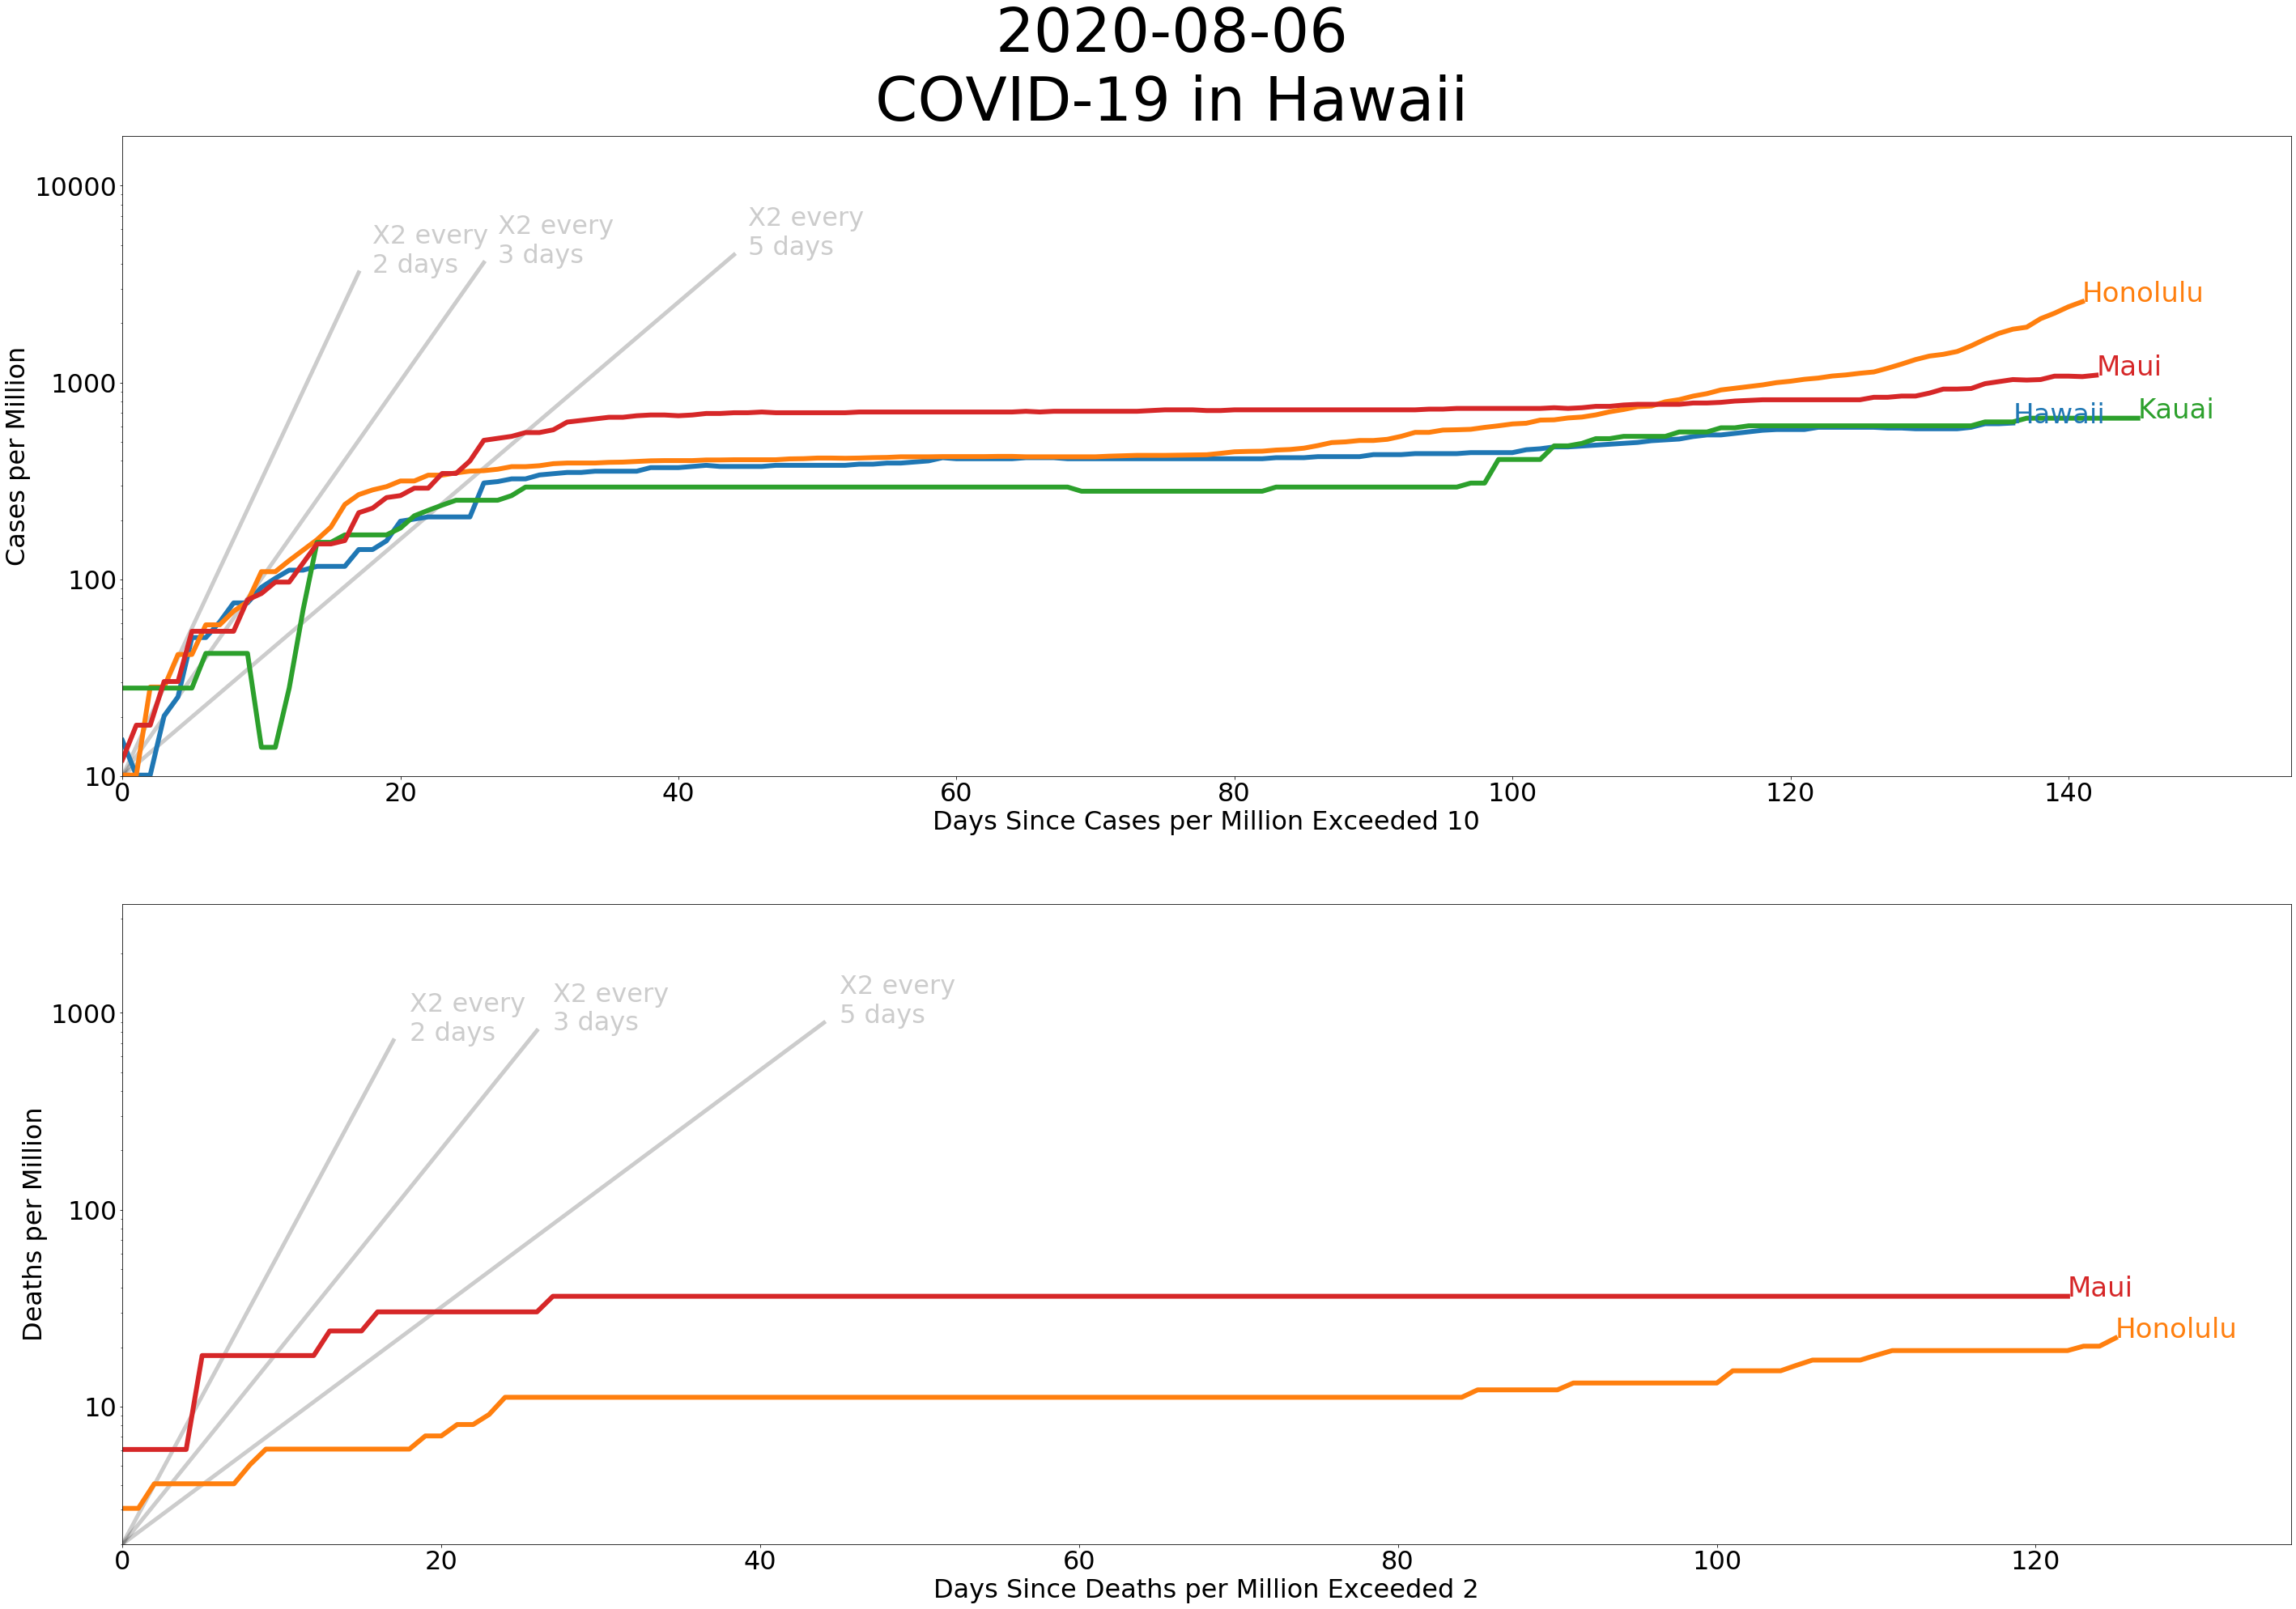 2020-08-06
COVID-19 in Hawaii
10000
1000
100
10
Cases per Million
X2 every
2 days
X2 every
3 days
X2 every
5 days
Honolulu
Maui
Hawaii
Kauai
0
20
40
60
80
100
120
140
Days Since Cases per Million Exceeded 10
1000
100
10
Deaths per Million
X2 every
2 days
X2 every
3 days
X2 every
5 days
Maui
Honolulu
0
20
40
60
80
100
120
Days Since Deaths per Million Exceeded 2